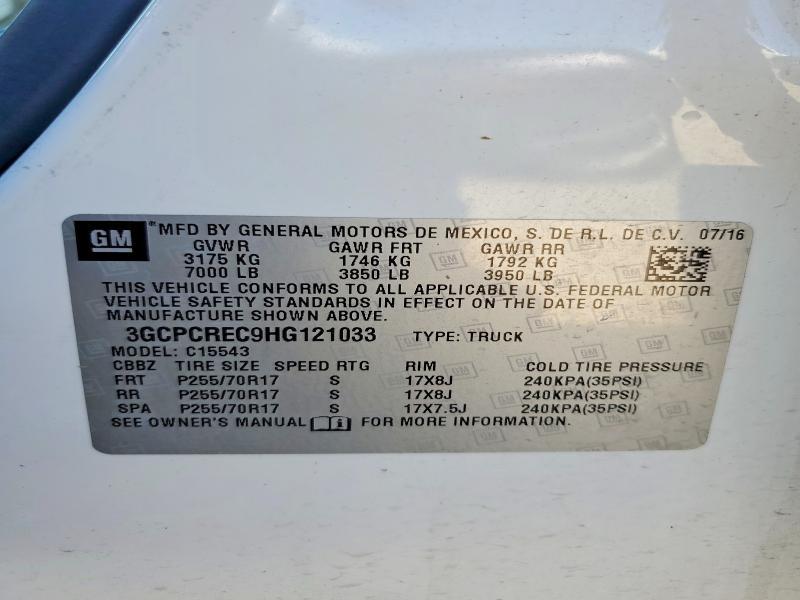 GM ®MFD BY GENERAL MOTORS DE MEXICO, S. DE R.L. DE C.V. 07/16
GVWR GAWR FRT GAWR RR
3175 KG 1746 KG 1792 KG
7000 LB 3850 LB 3950 LB
THIS VEHICLE CONFORMS TO ALL APPLICABLE U.S. FEDERAL MOTOR
VEHICLE SAFETY STANDARDS IN EFFECT ON THE DATE OF
MANUFACTURE SHOWN ABOVE.
3GCPCREC9HG121033 TYPE: TRUCK
MODEL: C15543
CBBZ TIRE SIZE SPEED RTG RIM COLD TIRE PRESSURE
FRT P255/70R17 S 17X8J 240KPA(35PSI)
RR P255/70R17 S 17X8J 240KPA(35PSI)
SPA P255/70R17 S 17X7.5J 240KPA(35PSI)
SEE OWNER'S MANUAL FOR MORE INFORMATION.